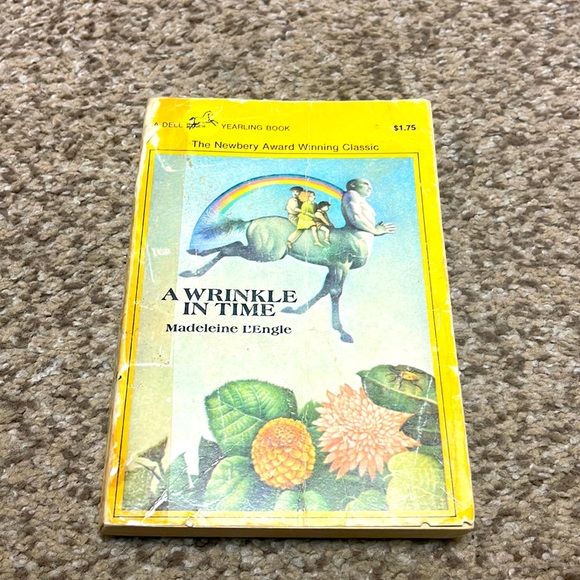 A DELL YEARLING BOOK $1.75
The Newbery Award Winning Classic
A WRINKLE
IN TIME
Madeleine L'Engle